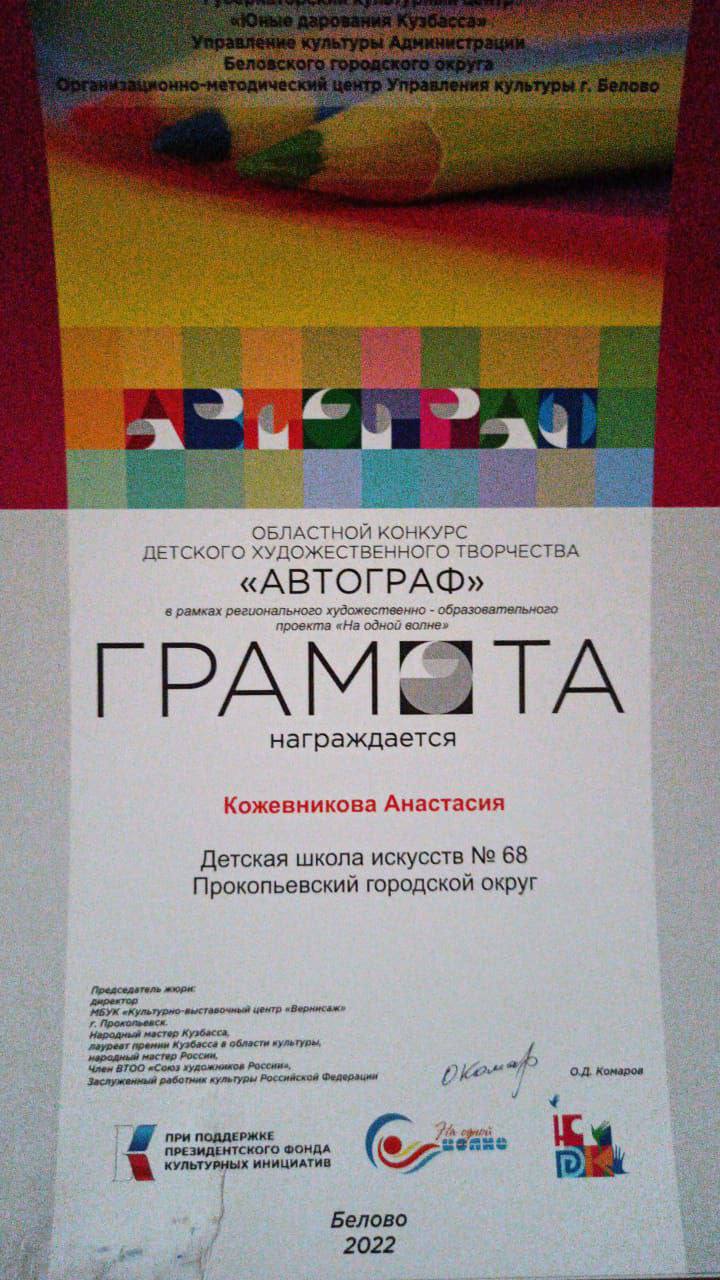 Губернаторский культурный центр
«Юные дарования Кузбасса»
Управление культуры Администрации
Беловского городского округа
Организационно-методический центр Управления культуры г. Белово
АВТОГРАФ
ОБЛАСТНОЙ КОНКУРС
ДЕТСКОГО ХУДОЖЕСТВЕННОГО ТВОРЧЕСТВА
«АВТОГРАФ»
в рамках регионального художественно - образовательного
проекта «На одной волне»
ГРАМОТА
награждается
Кожевникова Анастасия
Детская школа искусств № 68
Прокопьевский городской округ
Председатель жюри:
директор
МБУК «Культурно-выставочный центр «Вернисаж»
г. Прокопьевск.
Народный мастер Кузбасса,
лауреат премии Кузбасса в области культуры,
народный мастер России,
Член ВТОО «Союз художников России»,
Заслуженный работник культуры Российской Федерации
ОКомар
О.Д. Комаров
ПРИ ПОДДЕРЖКЕ
ПРЕЗИДЕНТСКОГО ФОНДА
КУЛЬТУРНЫХ ИНИЦИАТИВ
На одной
волне
Белово
2022